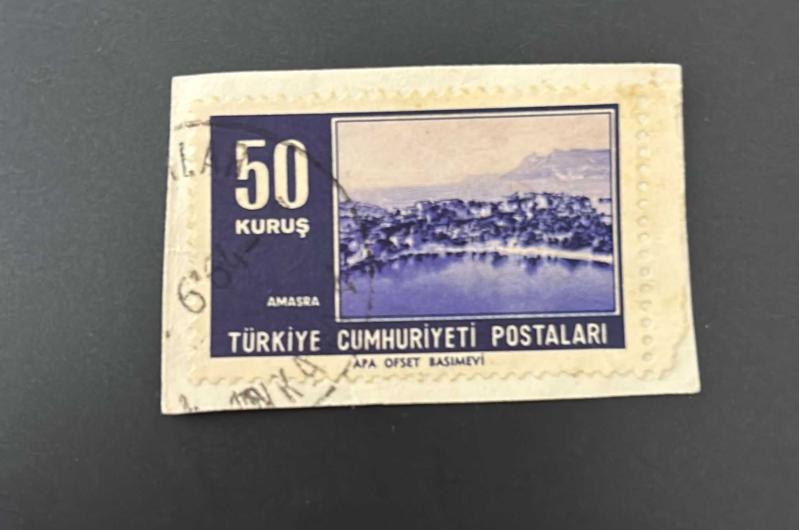 50
KURUŞ
AMASRA
TÜRKİYE CUMHURİYETİ POSTALARI
APA OFSET BASIMEVİ